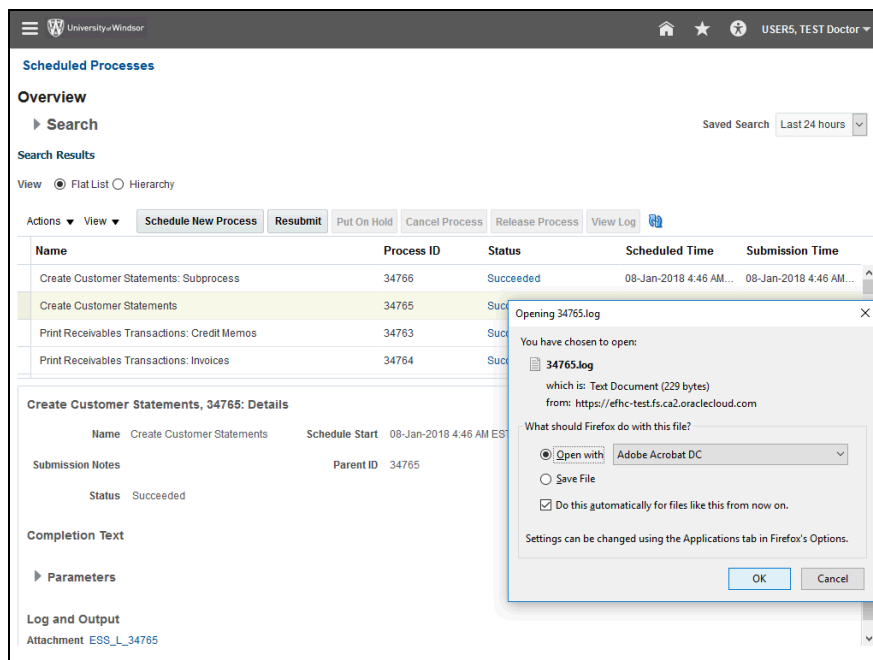 University of Windsor USER5, TEST Doctor
Scheduled Processes
Overview
Search Saved Search Last 24 hours
Search Results
View Flat List Hierarchy
Actions View Schedule New Process Resubmit Put On Hold Cancel Process Release Process View Log
Name Process ID Status Scheduled Time Submission Time
Create Customer Statements: Subprocess 34766 Succeeded 08-Jan-2018 4:46 AM... 08-Jan-2018 4:46 AM...
Create Customer Statements 34765 Succ
Print Receivables Transactions: Credit Memos 34763 Succ
Print Receivables Transactions: Invoices 34764 Succ
Opening 34765.log
You have chosen to open:
34765.log
which is: Text Document (229 bytes)
from: https://efhc-test.fs.ca2.oraclecloud.com
What should Firefox do with this file?
Open with Adobe Acrobat DC
Save File
Do this automatically for files like this from now on.
Settings can be changed using the Applications tab in Firefox's Options.
OK Cancel
Create Customer Statements, 34765: Details
Name Create Customer Statements Schedule Start 08-Jan-2018 4:46 AM EST
Submission Notes Parent ID 34765
Status Succeeded
Completion Text
Parameters
Log and Output
Attachment ESS_L_34765